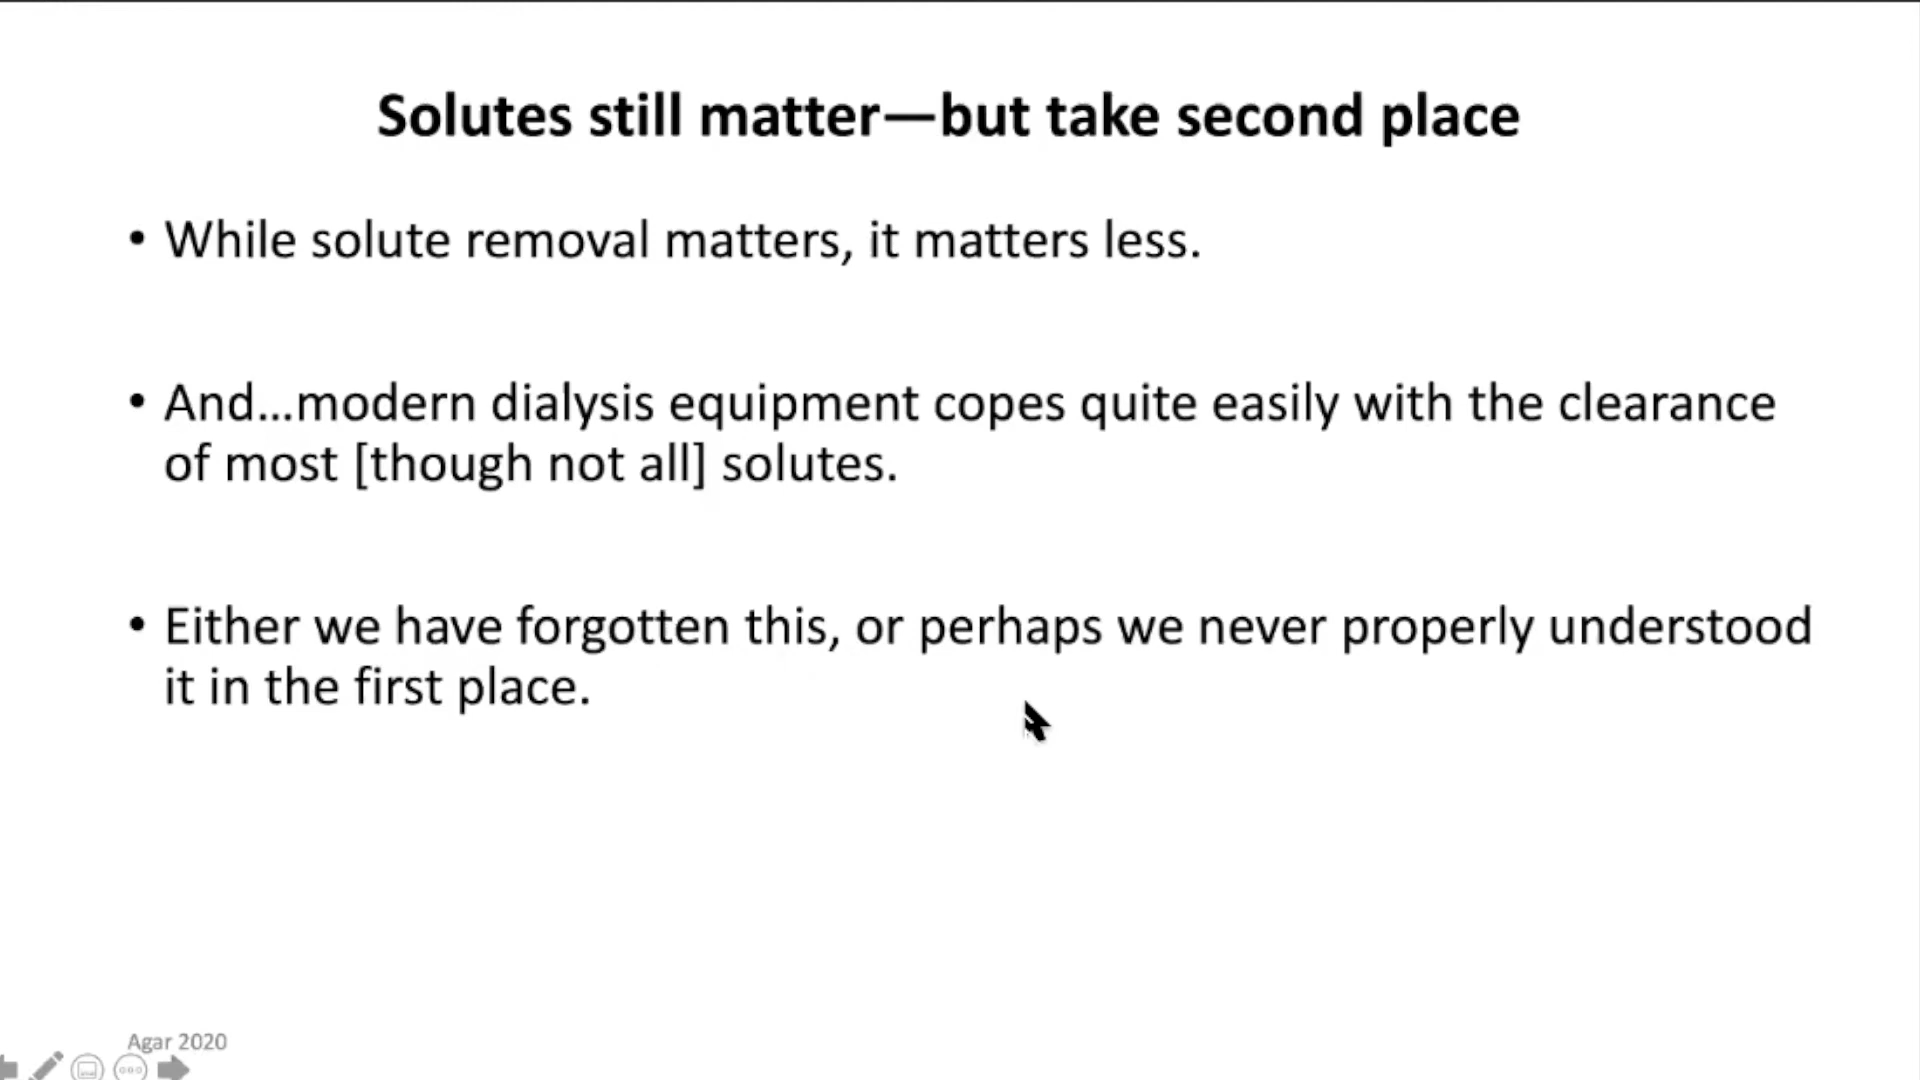 Solutes still matter—but take second place
• While solute removal matters, it matters less.
• And...modern dialysis equipment copes quite easily with the clearance
of most [though not all] solutes.
• Either we have forgotten this, or perhaps we never properly understood
it in the first place.
Agar 2020